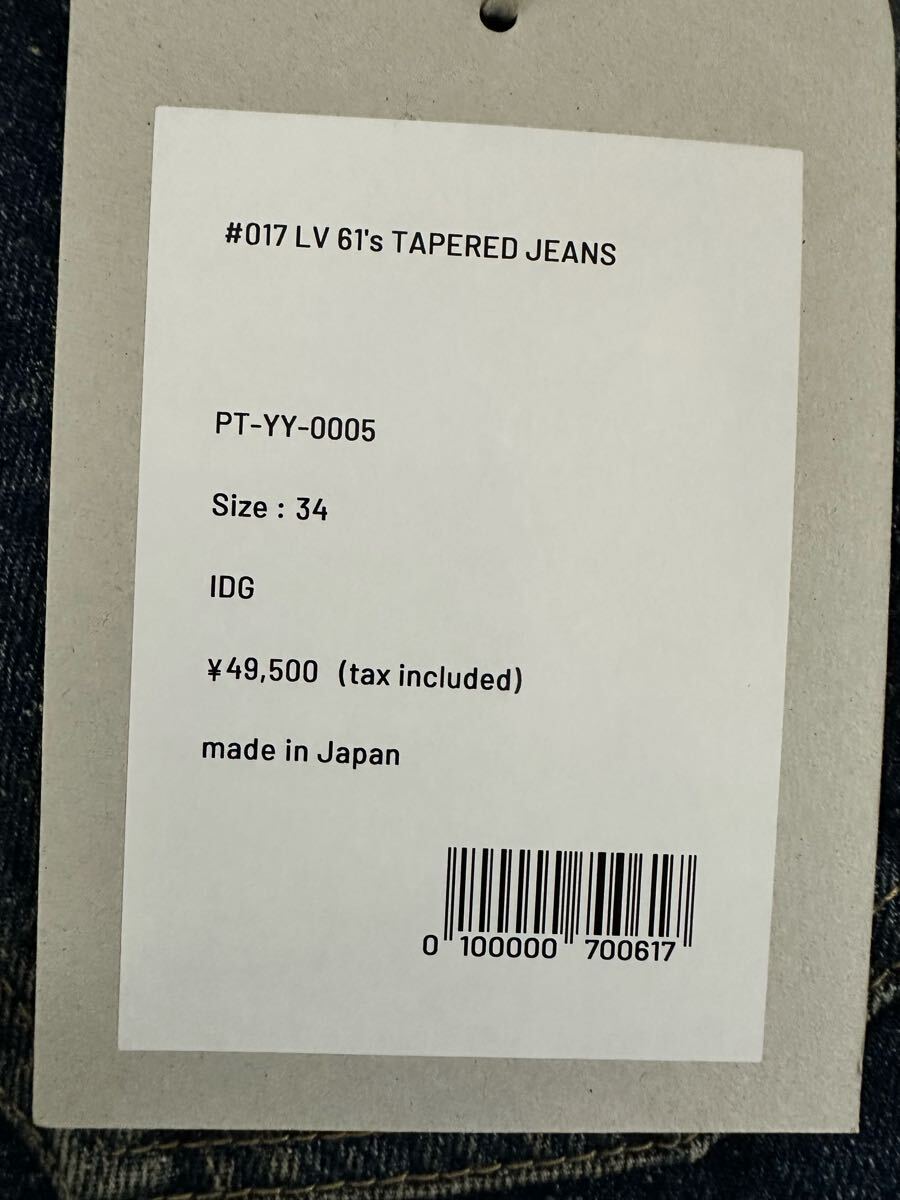 #017 LV 61's TAPERED JEANS
PT-YY-0005
Size : 34
IDG
¥49,500 (tax included)
made in Japan
0 100000 700617